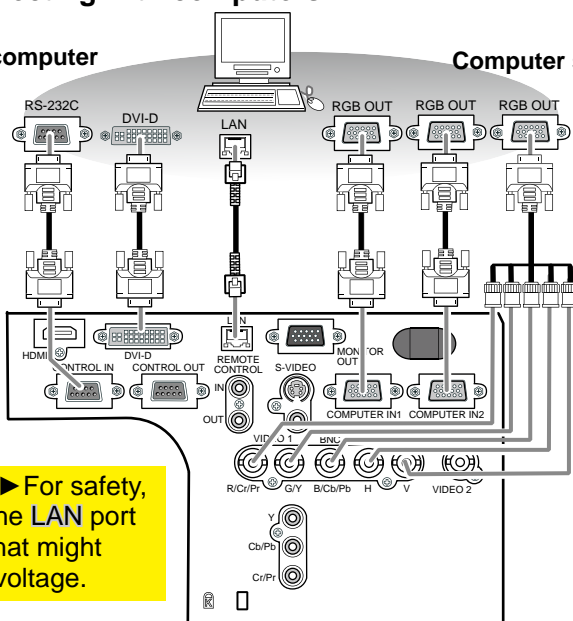 computer
Computer
RS-232C
DVI-D
LAN
RGB OUT
RGB OUT
RGB OUT
HDMI
DVI-D
LAN
MONITOR OUT
CONTROL IN
CONTROL OUT
REMOTE CONTROL
IN
OUT
S-VIDEO
COMPUTER IN1
COMPUTER IN2
VIDEO 1
BNC
R/Cr/Pr
G/Y
B/Cb/Pb
H
V
VIDEO 2
Y
Cb/Pb
Cr/Pr
►For safety,
LAN port
might
voltage.
K